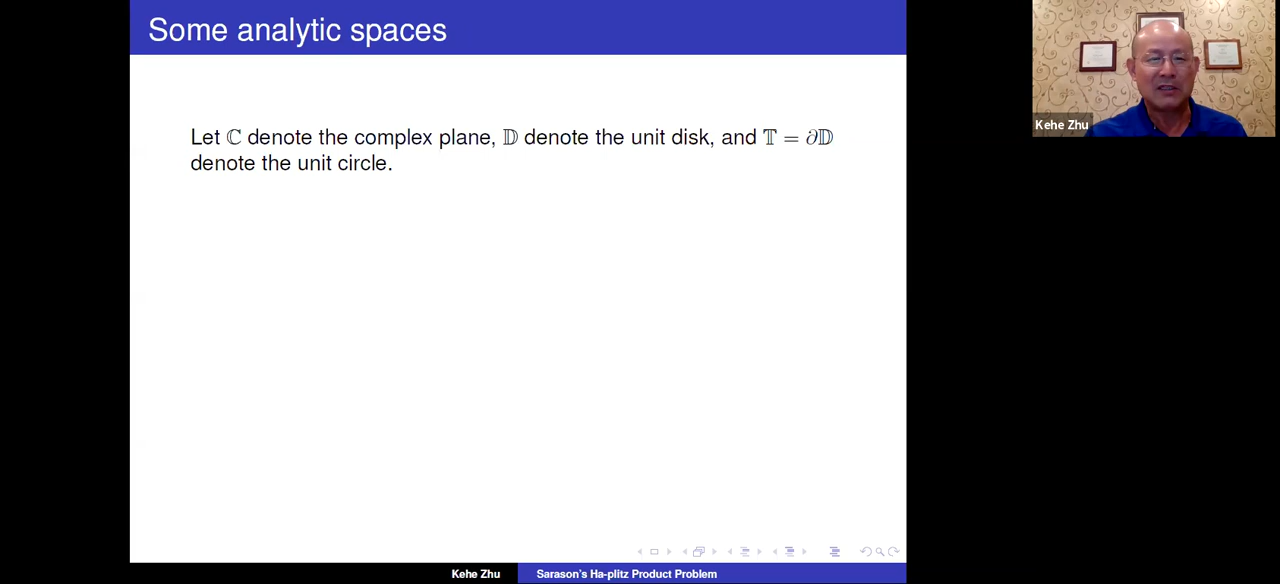 Some analytic spaces
Let ℂ denote the complex plane, 𝔻 denote the unit disk, and 𝕋 = ∂𝔻
denote the unit circle.
Kehe Zhu
Kehe Zhu
Sarason's Ha-plitz Product Problem